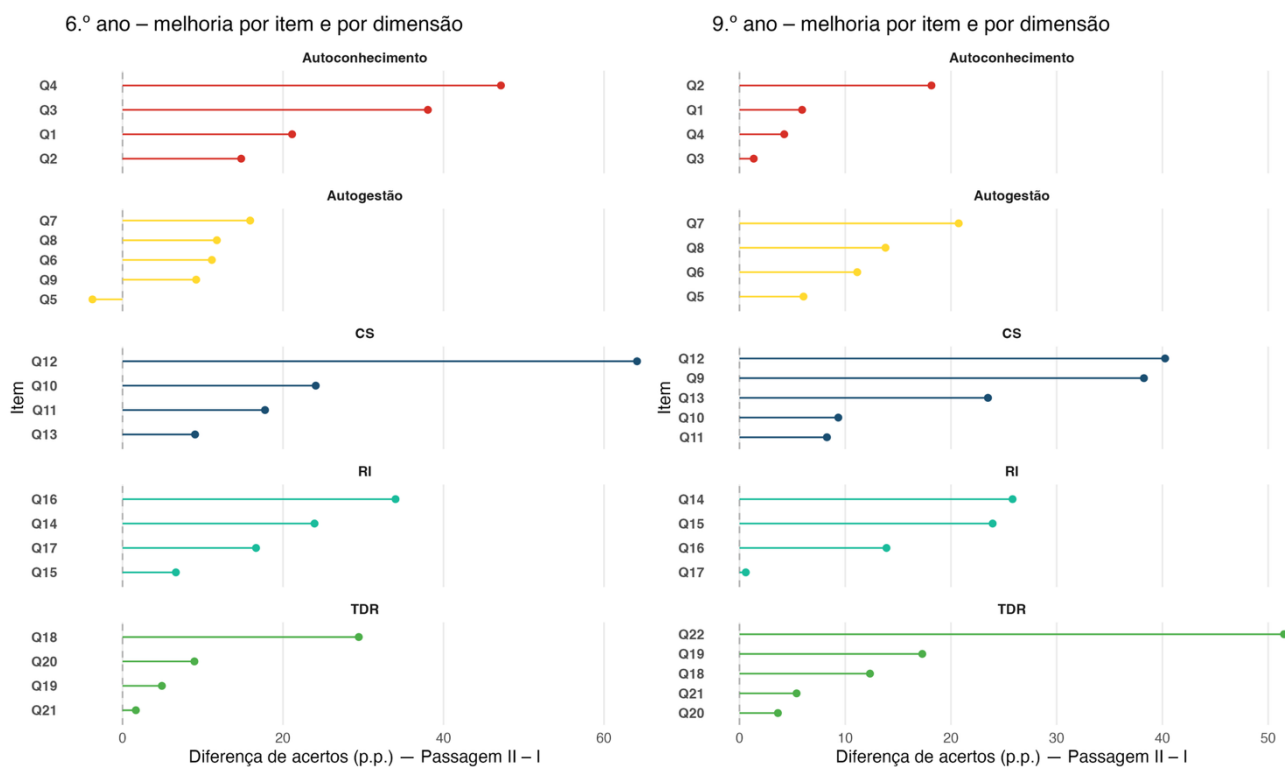 6.º ano – melhoria por item e por dimensão
Autoconhecimento
Q4
Q3
Q1
Q2
Autogestão
Q7
Q8
Q6
Q9
Q5
CS
Q12
Q10
Q11
Q13
Item
RI
Q16
Q14
Q17
Q15
TDR
Q18
Q20
Q19
Q21
0 20 40 60
Diferença de acertos (p.p.) — Passagem II – I
9.º ano – melhoria por item e por dimensão
Autoconhecimento
Q2
Q1
Q4
Q3
Autogestão
Q7
Q8
Q6
Q5
CS
Q12
Q9
Q13
Q10
Q11
Item
RI
Q14
Q15
Q16
Q17
TDR
Q22
Q19
Q18
Q21
Q20
0 10 20 30 40 50
Diferença de acertos (p.p.) — Passagem II – I